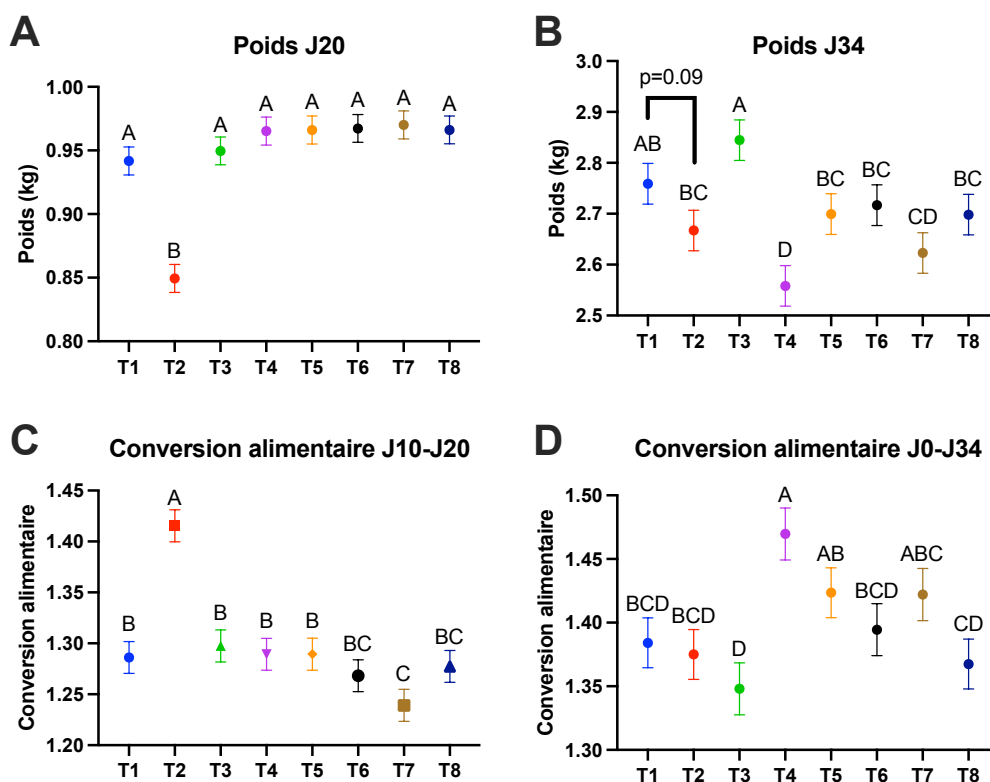 A
Poids J20
Poids (kg)
1.00
0.95
0.90
0.85
0.80
A
B
A
A
A
A
A
A
T1 T2 T3 T4 T5 T6 T7 T8
B
Poids J34
Poids (kg)
3.0
2.9
2.8
2.7
2.6
2.5
p=0.09
AB
BC
A
D
BC
BC
CD
BC
T1 T2 T3 T4 T5 T6 T7 T8
C
Conversion alimentaire J10-J20
Conversion alimentaire
1.45
1.40
1.35
1.30
1.25
1.20
B
A
B
B
B
BC
C
BC
T1 T2 T3 T4 T5 T6 T7 T8
D
Conversion alimentaire J0-J34
Conversion alimentaire
1.50
1.45
1.40
1.35
1.30
BCD
BCD
D
A
AB
BCD
ABC
CD
T1 T2 T3 T4 T5 T6 T7 T8